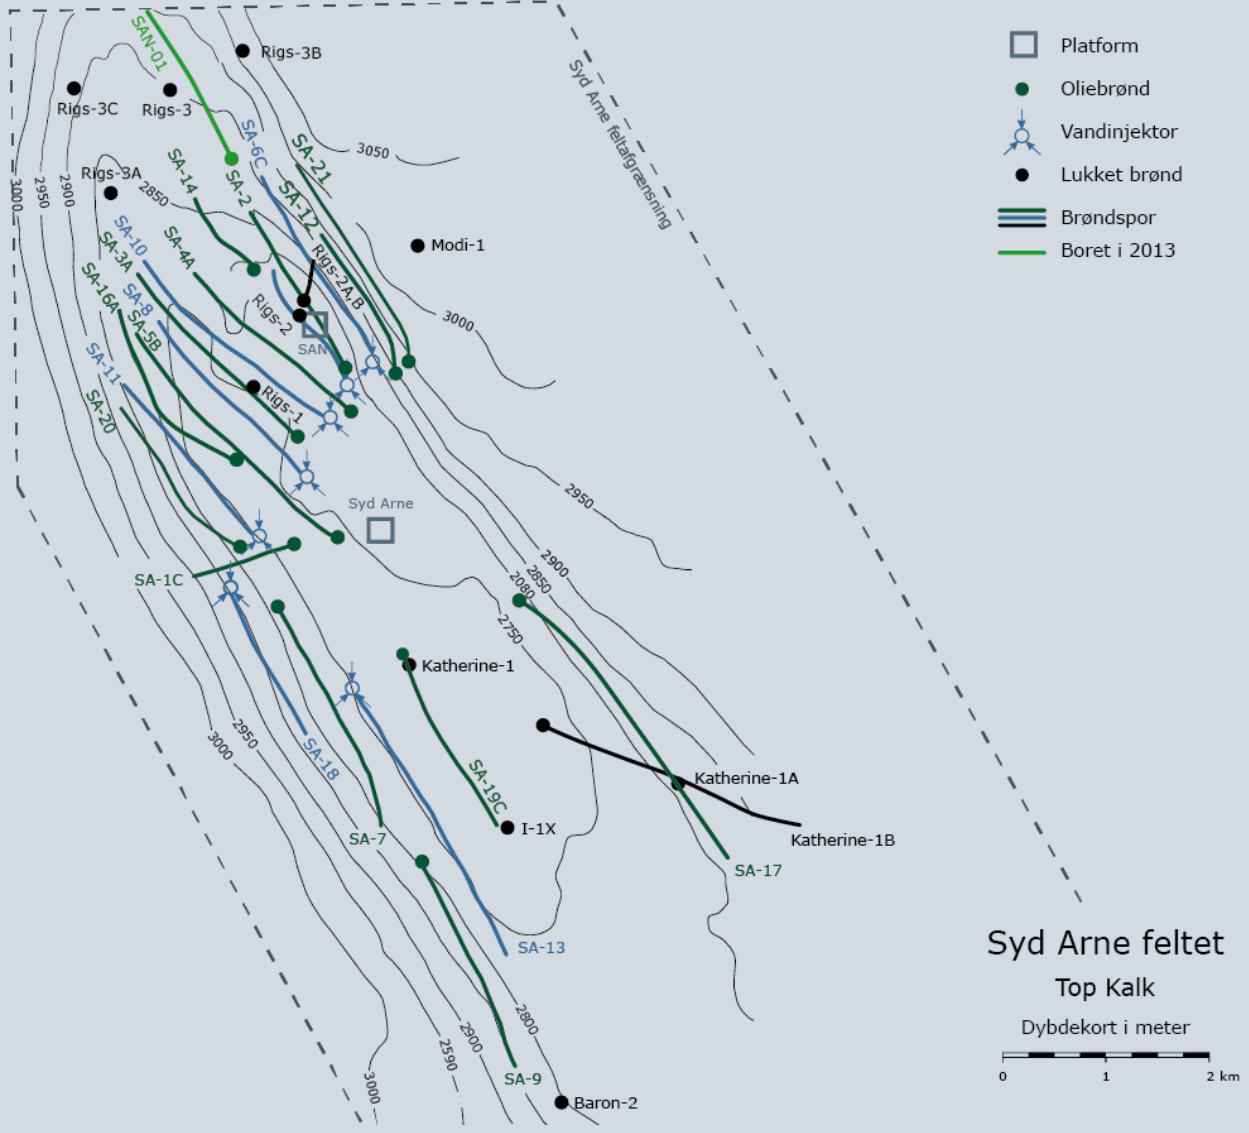 SAN-01
Rigs-3B
Rigs-3C
Rigs-3
Syd Arne feltafgrænsning
3050
SA-6C
SA-21
SA-14
SA-2
SA-12
Rigs-3A
3000
2950
2900
2850
SA-10
SA-3A
SA-4A
Modi-1
Rigs-2A,B
SA-16A
SA-8
SA-5B
Rigs-2
SAN
3000
SA-11
SA-20
Rigs-1
Syd Arne
2950
SA-1C
2900
2850
2080
2750
Katherine-1
3000
2950
SA-18
SA-19C
SA-7
I-1X
Katherine-1A
Katherine-1B
SA-17
SA-13
2800
2900
2590
3000
SA-9
Baron-2
Platform
Oliebrønd
Vandinjektor
Lukket brønd
Brøndspor
Boret i 2013
Syd Arne feltet
Top Kalk
Dybdekort i meter
0 1 2 km